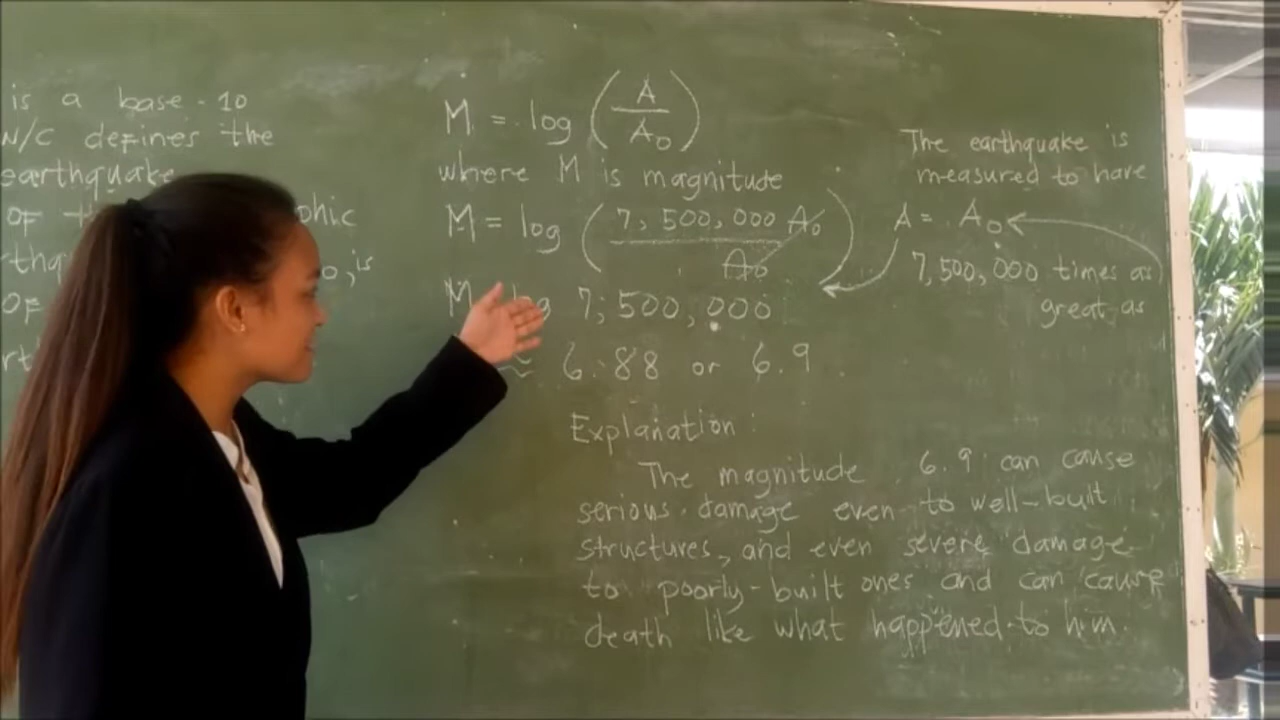 is a base-10
N/C defines the
earthquake
of t phic
is
of
M = log (A/A₀)
where M is magnitude
M = log (7,500,000 A₀/A₀)
M log 7,500,000
≈ 6.88 or 6.9
Explanation:
The magnitude 6.9 can cause
serious damage even to well-built
structures, and even severe damage
to poorly-built ones and can cause
death like what happened to him.
The earthquake is
measured to have
A = A₀
7,500,000 times as
great as